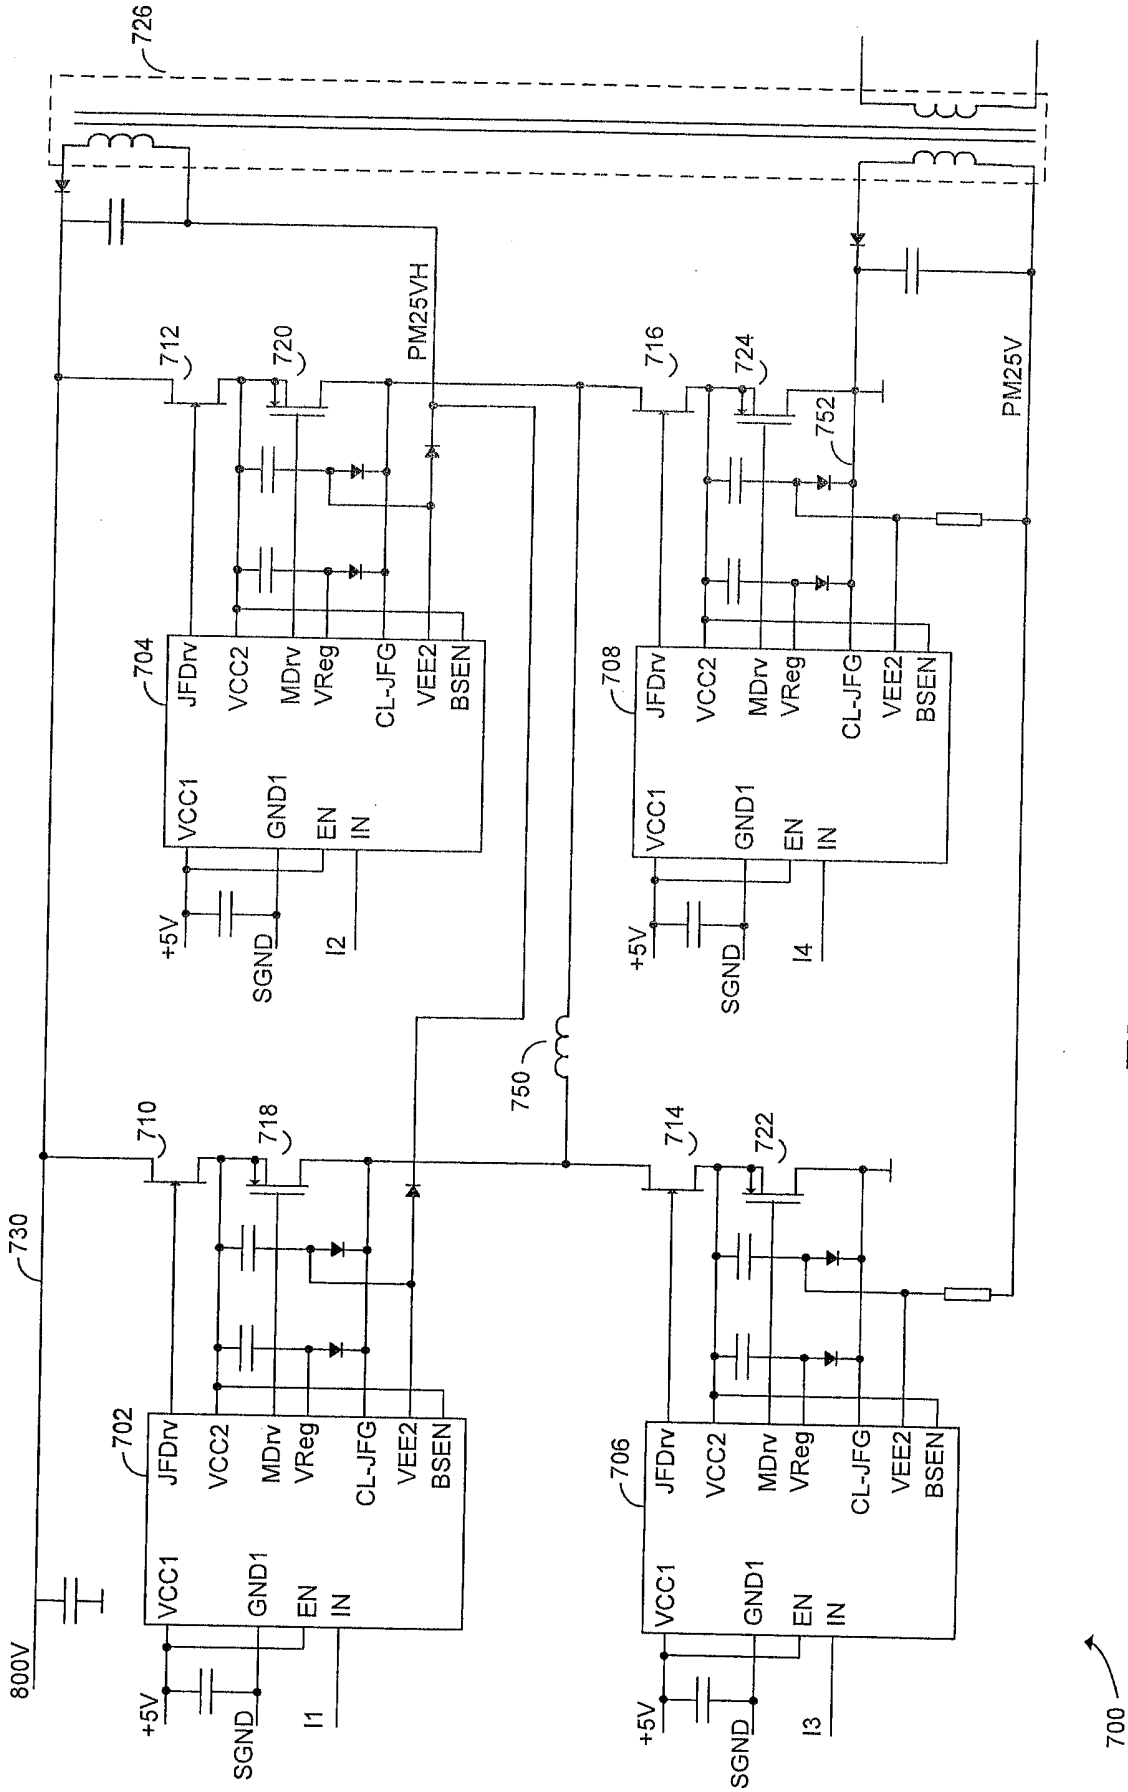 800V
730
726
702
710
718
+5V
SGND
I1
VCC1
GND1
EN
IN
JFDrv
VCC2
MDrv
VReg
CL-JFG
VEE2
BSEN
704
712
720
PM25VH
+5V
SGND
I2
VCC1
GND1
EN
IN
JFDrv
VCC2
MDrv
VReg
CL-JFG
VEE2
BSEN
750
706
714
722
+5V
SGND
I3
VCC1
GND1
EN
IN
JFDrv
VCC2
MDrv
VReg
CL-JFG
VEE2
BSEN
708
716
724
752
PM25V
+5V
SGND
I4
VCC1
GND1
EN
IN
JFDrv
VCC2
MDrv
VReg
CL-JFG
VEE2
BSEN
700